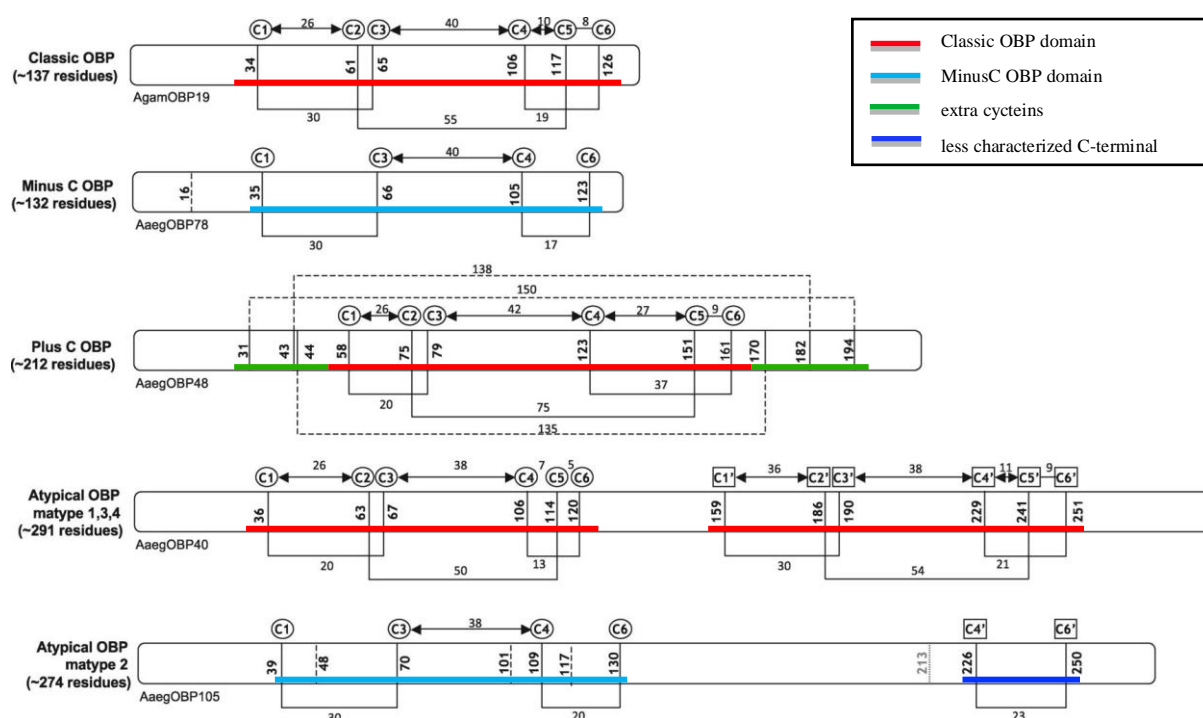 C1 26 C2 C3 40 C4 10 C5 8 C6
Classic OBP
(~137 residues)
34 61 65 106 117 126
AgamOBP19
30 55 19
C1 C3 40 C4 C6
Minus C OBP
(~132 residues)
16 35 66 105 123
AaegOBP78
30 17
138
150
C1 26 C2 C3 42 C4 27 C5 9 C6
Plus C OBP
(~212 residues)
31 43 44 58 75 79 123 151 161 170 182 194
AaegOBP48
20 37
75
135
C1 26 C2 C3 38 C4 7 C5 5 C6 C1' 36 C2' C3' 38 C4' 11 C5' 9 C6'
Atypical OBP
matype 1,3,4
(~291 residues)
36 63 67 106 114 120 159 186 190 229 241 251
AaegOBP40
20 50 13 30 54 21
C1 C3 38 C4 C6 C4' C6'
Atypical OBP
matype 2
(~274 residues)
39 48 70 101 109 117 130 213 226 250
AaegOBP105
30 20 23
Classic OBP domain
MinusC OBP domain
extra cycteins
less characterized C-terminal